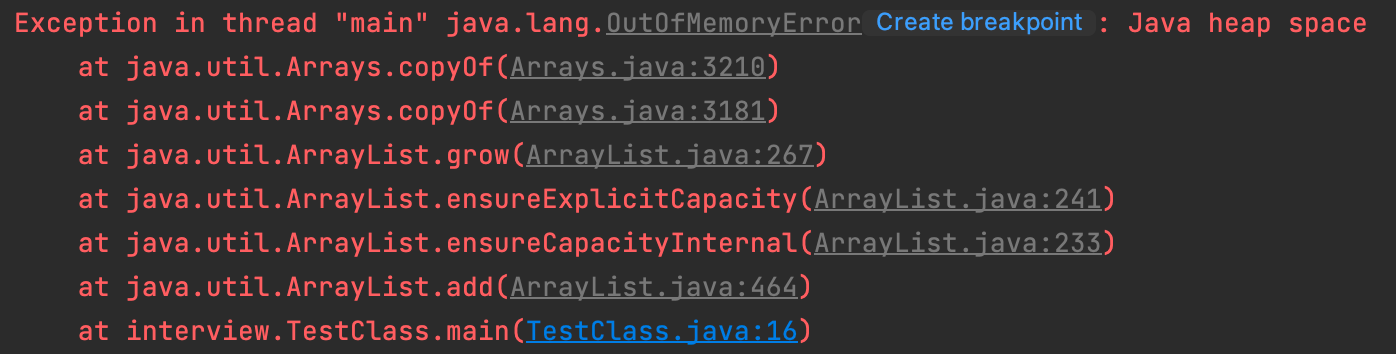 Exception in thread "main" java.lang.OutOfMemoryError Create breakpoint : Java heap space
at java.util.Arrays.copyOf(Arrays.java:3210)
at java.util.Arrays.copyOf(Arrays.java:3181)
at java.util.ArrayList.grow(ArrayList.java:267)
at java.util.ArrayList.ensureExplicitCapacity(ArrayList.java:241)
at java.util.ArrayList.ensureCapacityInternal(ArrayList.java:233)
at java.util.ArrayList.add(ArrayList.java:464)
at interview.TestClass.main(TestClass.java:16)